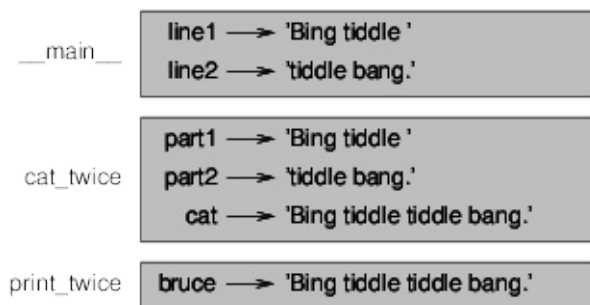 line1 → 'Bing tiddle '
__main__
line2 → 'tiddle bang.'
part1 → 'Bing tiddle '
cat_twice part2 → 'tiddle bang.'
cat → 'Bing tiddle tiddle bang.'
print_twice bruce → 'Bing tiddle tiddle bang.'